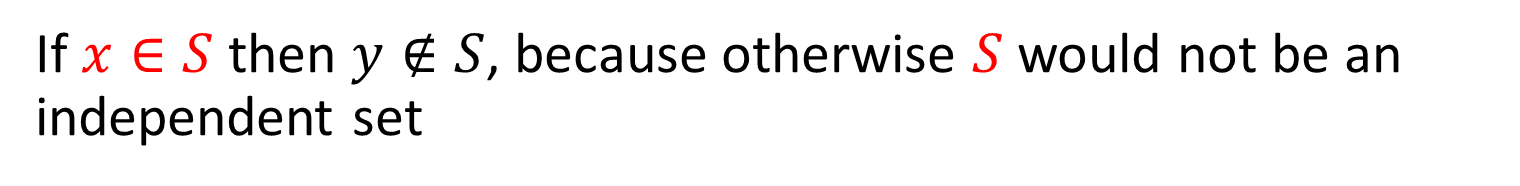 If 𝑥 ∈ 𝑆 then 𝑦 ∉ 𝑆, because otherwise 𝑆 would not be an
independent set